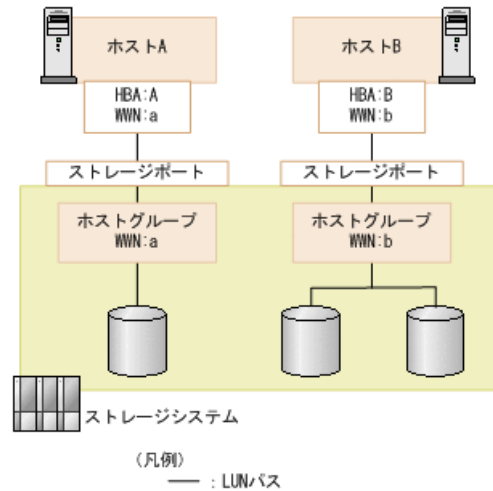 ホストA
ホストB
HBA:A
WWN:a
HBA:B
WWN:b
ストレージポート
ストレージポート
ホストグループ
WWN:a
ホストグループ
WWN:b
ストレージシステム
(凡例)
—— : LUNパス